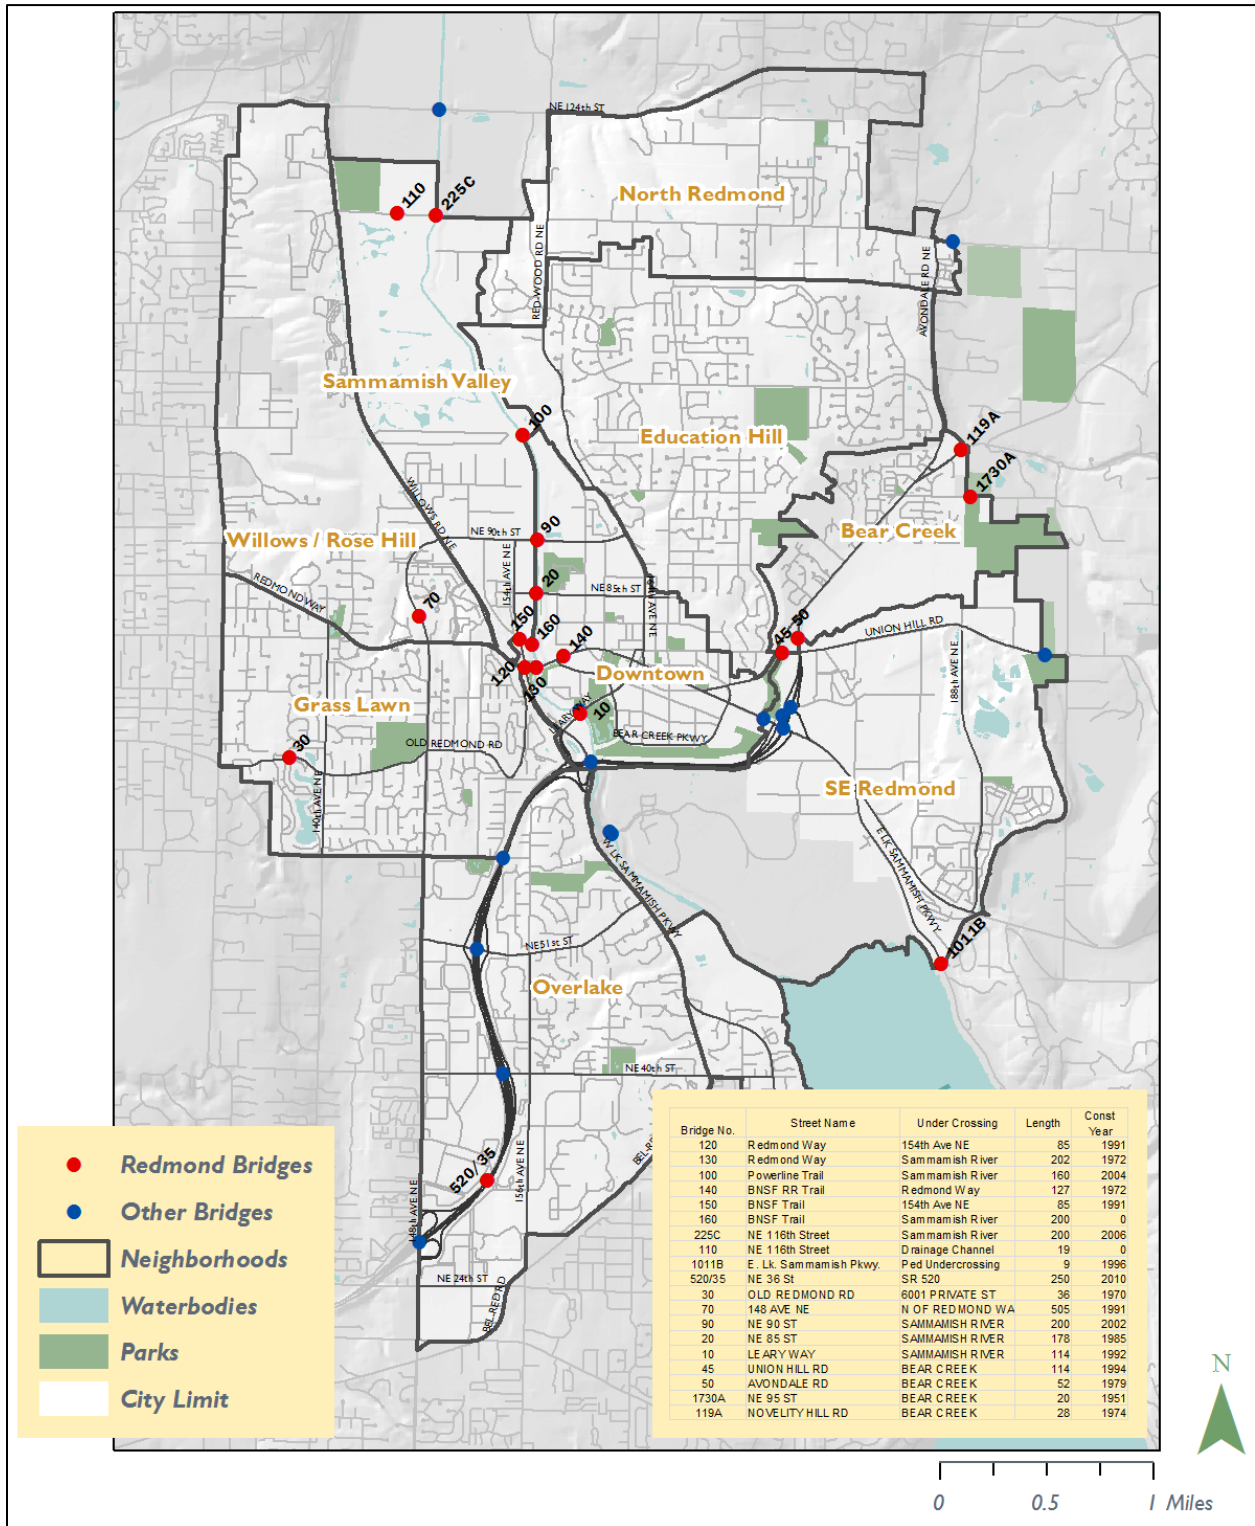 NE 124th ST
North Redmond
110
225C
RED-WOOD RD NE
AVONDALE RD NE
Sammamish Valley
100
Education Hill
119A
1730A
WILLOWS RD NE
Willows / Rose Hill
NE 90th ST
90
Bear Creek
154th AVE NE
20
NE 85th ST
REDMOND WAY
70
150
160
140
45
50
UNION HILL RD
188th AVE NE
120
130
Downtown
Grass Lawn
LEARY WAY
10
BEAR CREEK PKWY
30
OLD REDMOND RD
140th AVE NE
SE Redmond
W LK SAMMAMISH PKWY
E LK SAMMAMISH PKWY
NE 51st ST
1011B
Overlake
NE 40th ST
520/35
156th AVE NE
148th AVE NE
NE 24th ST
BEL-RED RD
Redmond Bridges
Other Bridges
Neighborhoods
Waterbodies
Parks
City Limit
Bridge No. Street Name Under Crossing Length Const Year
120 Redmond Way 154th Ave NE 85 1991
130 Redmond Way Sammamish River 202 1972
100 Powerline Trail Sammamish River 160 2004
140 BNSF RR Trail Redmond Way 127 1972
150 BNSF Trail 154th Ave NE 85 1991
160 BNSF Trail Sammamish River 200 0
225C NE 116th Street Sammamish River 200 2006
110 NE 116th Street Drainage Channel 19 0
1011B E. Lk. Sammamish Pkwy. Ped Undercrossing 9 1996
520/35 NE 36 St SR 520 250 2010
30 OLD REDMOND RD 6001 PRIVATE ST 36 1970
70 148 AVE NE N OF REDMOND WA 505 1991
90 NE 90 ST SAMMAMISH RIVER 200 2002
20 NE 85 ST SAMMAMISH RIVER 178 1985
10 LEARY WAY SAMMAMISH RIVER 114 1992
45 UNION HILL RD BEAR CREEK 114 1994
50 AVONDALE RD BEAR CREEK 52 1979
1730A NE 95 ST BEAR CREEK 20 1951
119A NOVELITY HILL RD BEAR CREEK 28 1974
N
0 0.5 1 Miles